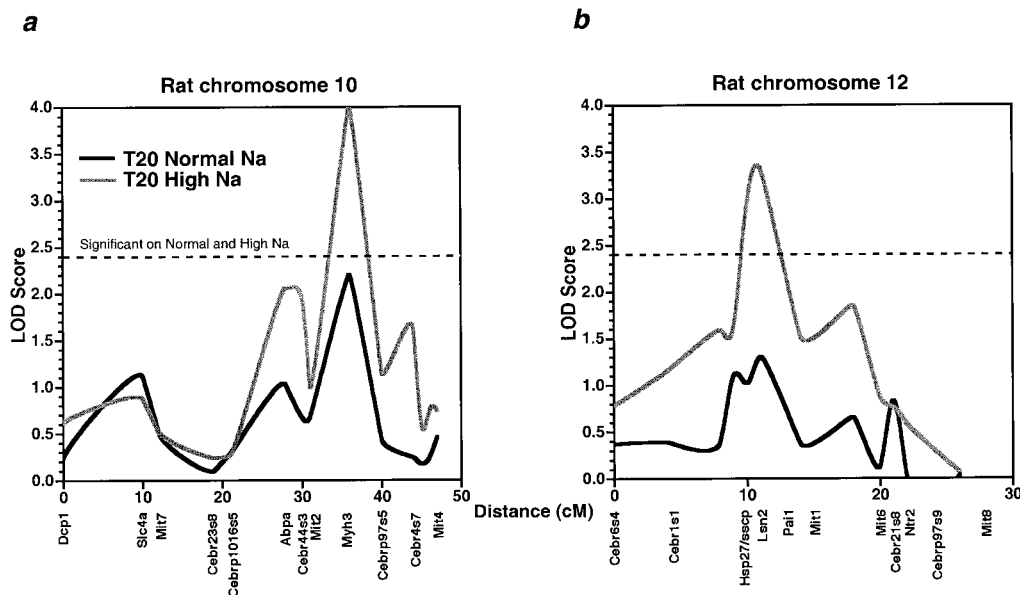 a
b
Rat chromosome 10
Rat chromosome 12
4.0
3.5
3.0
2.5
2.0
1.5
1.0
0.5
0.0
LOD Score
T20 Normal Na
T20 High Na
Significant on Normal and High Na
0
10
20
30
40
50
Dcp1
Slc4a
Mit7
Cebr23s8
Cebrp1016s5
Abpa
Cebr44s3
Mit2
Myh3
Cebrp97s5
Cebr4s7
Mit4
Distance (cM)
4.0
3.5
3.0
2.5
2.0
1.5
1.0
0.5
0.0
LOD Score
0
10
20
30
Cebr6s4
Cebr1s1
Hsp27/sscp
Lsn2
Pai1
Mit1
Mit6
Cebr21s8
Ntr2
Cebrp97s9
Mit8